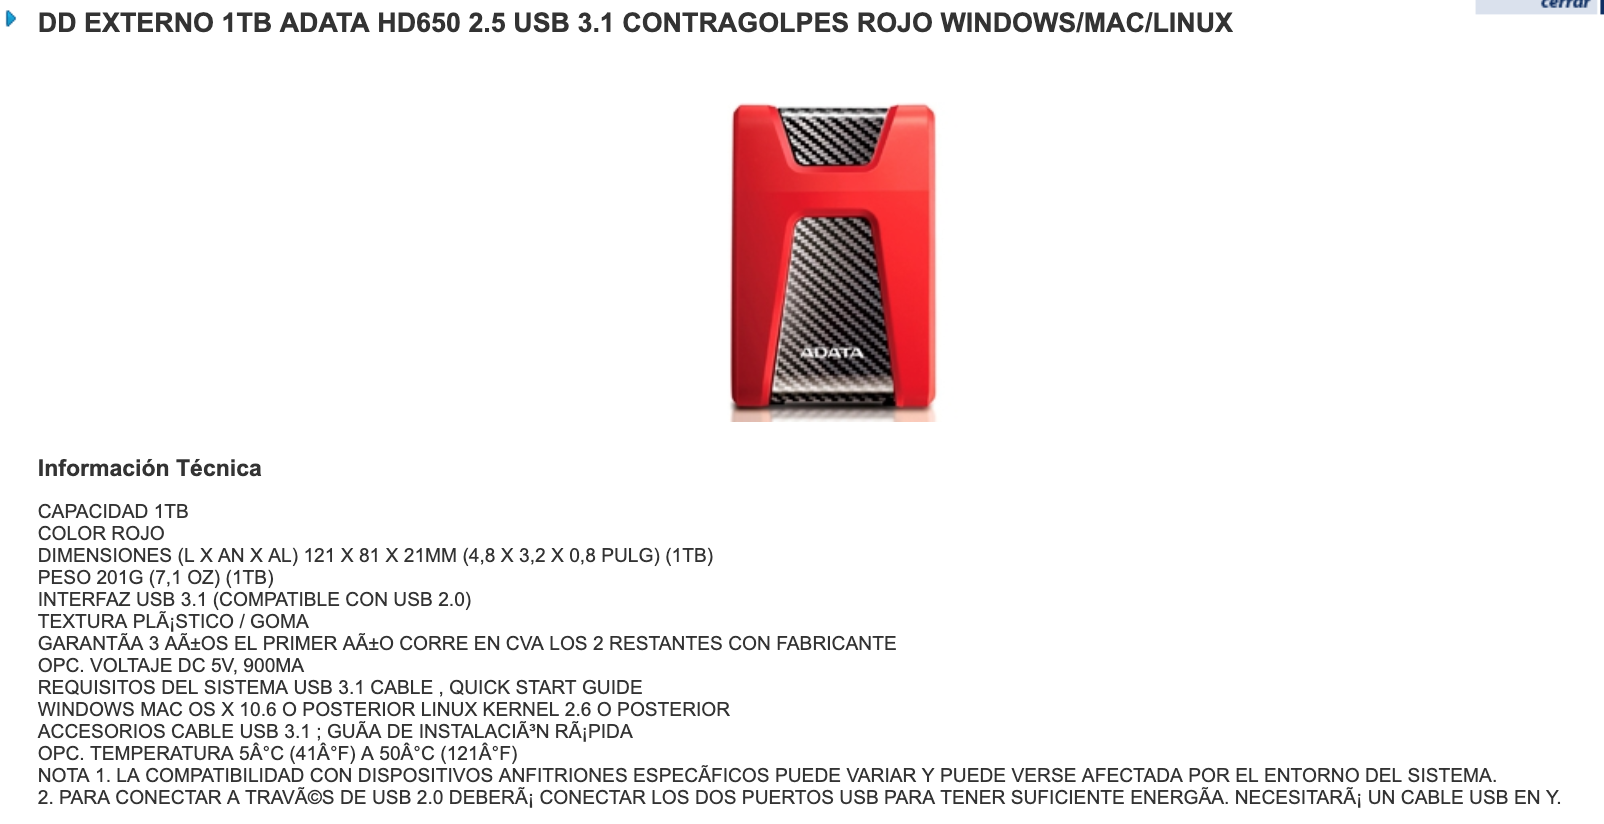 cerrar
DD EXTERNO 1TB ADATA HD650 2.5 USB 3.1 CONTRAGOLPES ROJO WINDOWS/MAC/LINUX
ADATA
Información Técnica
CAPACIDAD 1TB
COLOR ROJO
DIMENSIONES (L X AN X AL) 121 X 81 X 21MM (4,8 X 3,2 X 0,8 PULG) (1TB)
PESO 201G (7,1 OZ) (1TB)
INTERFAZ USB 3.1 (COMPATIBLE CON USB 2.0)
TEXTURA PLÃ¡STICO / GOMA
GARANTÃA 3 AÃ±OS EL PRIMER AÃ±O CORRE EN CVA LOS 2 RESTANTES CON FABRICANTE
OPC. VOLTAJE DC 5V, 900MA
REQUISITOS DEL SISTEMA USB 3.1 CABLE , QUICK START GUIDE
WINDOWS MAC OS X 10.6 O POSTERIOR LINUX KERNEL 2.6 O POSTERIOR
ACCESORIOS CABLE USB 3.1 ; GUÃA DE INSTALACIÃ³N RÃ¡PIDA
OPC. TEMPERATURA 5Â°C (41Â°F) A 50Â°C (121Â°F)
NOTA 1. LA COMPATIBILIDAD CON DISPOSITIVOS ANFITRIONES ESPECÃFICOS PUEDE VARIAR Y PUEDE VERSE AFECTADA POR EL ENTORNO DEL SISTEMA.
2. PARA CONECTAR A TRAVÃ©S DE USB 2.0 DEBERÃ¡ CONECTAR LOS DOS PUERTOS USB PARA TENER SUFICIENTE ENERGÃA. NECESITARÃ¡ UN CABLE USB EN Y.